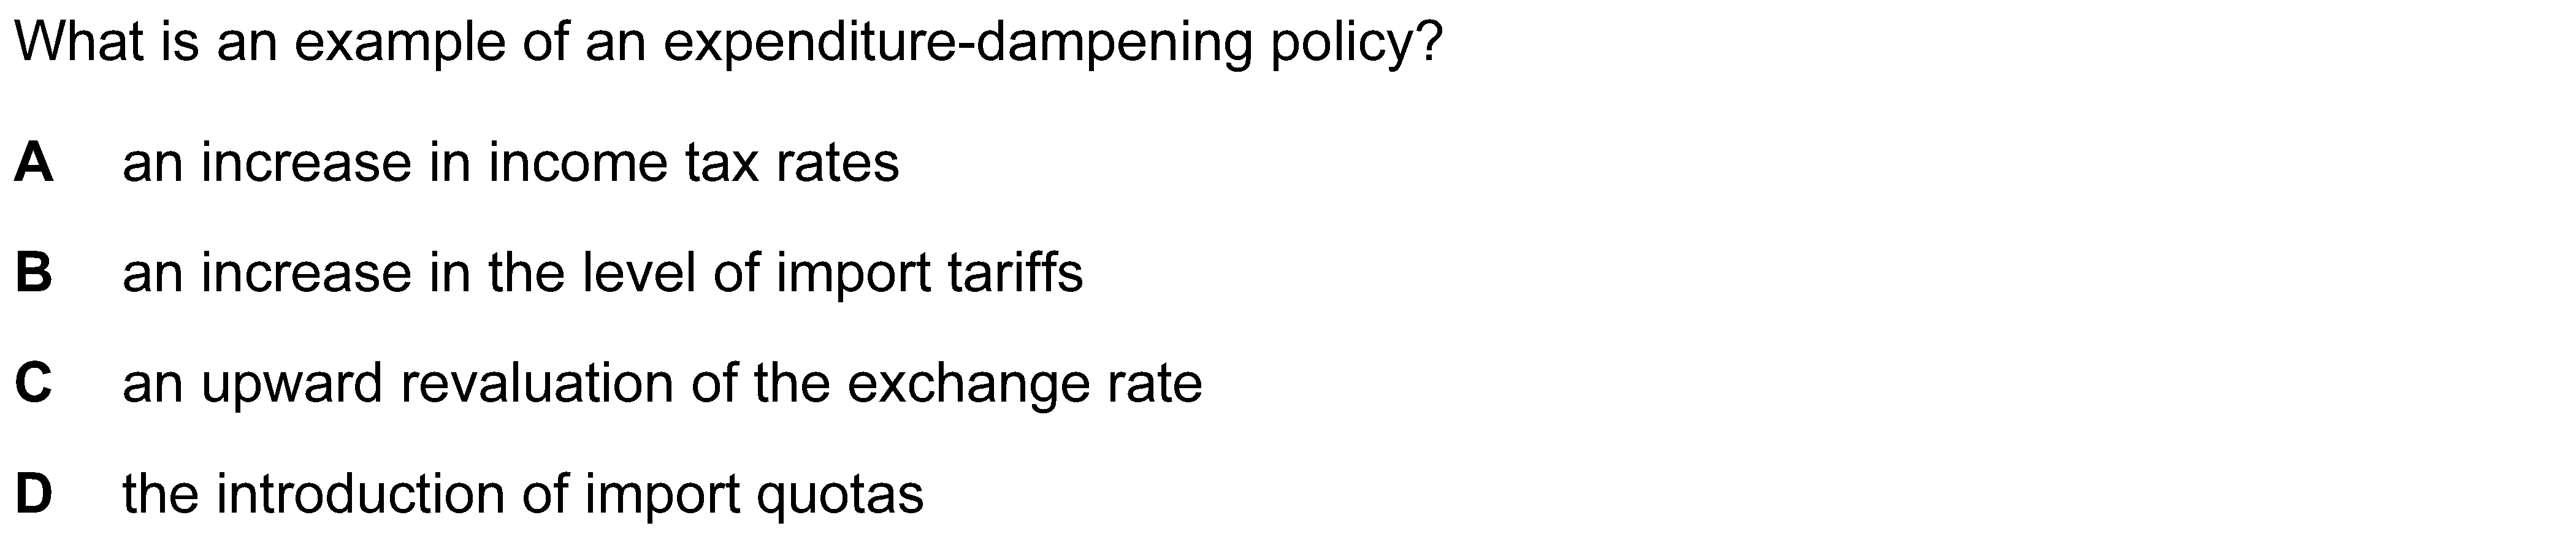 What is an example of an expenditure-dampening policy?
A an increase in income tax rates
B an increase in the level of import tariffs
C an upward revaluation of the exchange rate
D the introduction of import quotas